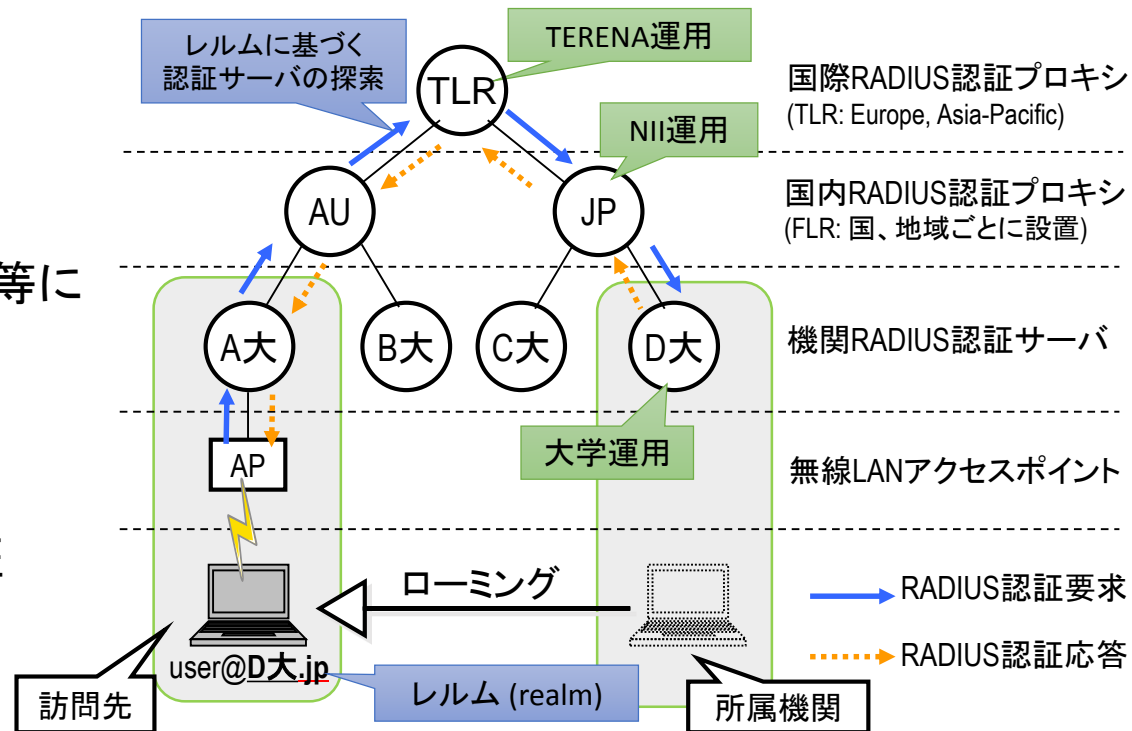 レルムに基づく
認証サーバの探索
TERENA運用
TLR
国際RADIUS認証プロキシ
(TLR: Europe, Asia-Pacific)
NII運用
AU
JP
国内RADIUS認証プロキシ
(FLR: 国、地域ごとに設置)
等に
A大
B大
C大
D大
機関RADIUS認証サーバ
大学運用
AP
無線LANアクセスポイント
ローミング
RADIUS認証要求
user@D大.jp
RADIUS認証応答
訪問先
レルム (realm)
所属機関